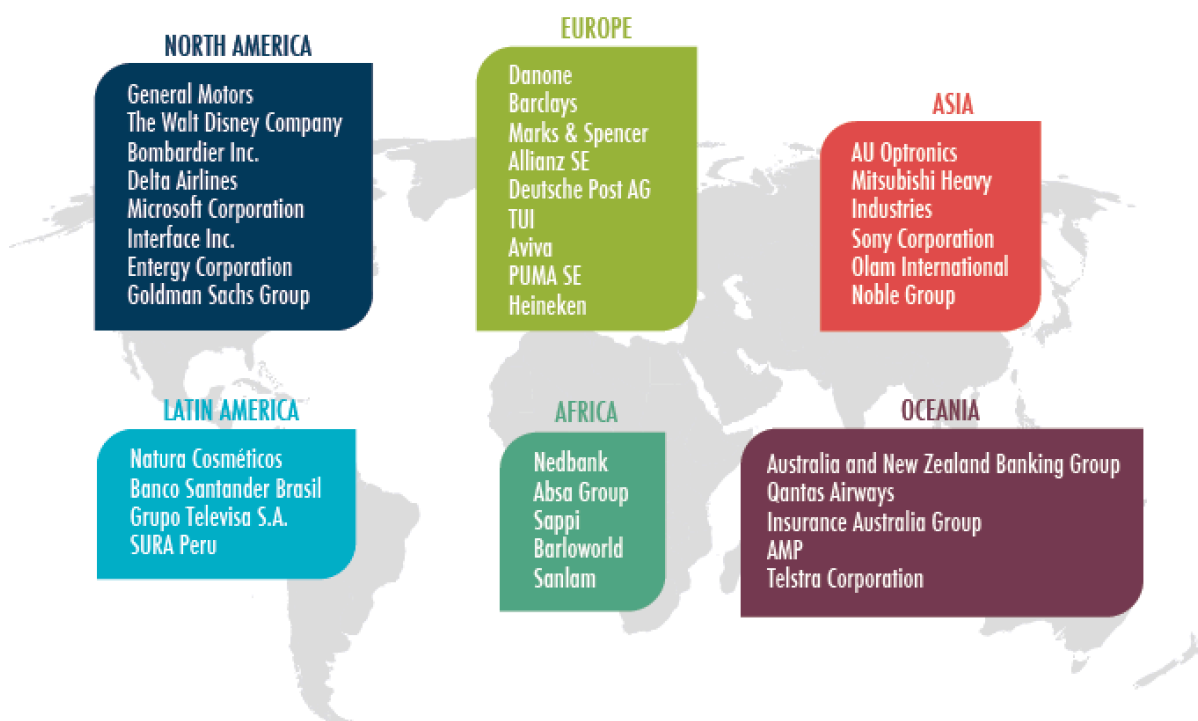 NORTH AMERICA
General Motors
The Walt Disney Company
Bombardier Inc.
Delta Airlines
Microsoft Corporation
Interface Inc.
Entergy Corporation
Goldman Sachs Group
EUROPE
Danone
Barclays
Marks & Spencer
Allianz SE
Deutsche Post AG
TUI
Aviva
PUMA SE
Heineken
ASIA
AU Optronics
Mitsubishi Heavy
Industries
Sony Corporation
Olam International
Noble Group
LATIN AMERICA
Natura Cosméticos
Banco Santander Brasil
Grupo Televisa S.A.
SURA Peru
AFRICA
Nedbank
Absa Group
Sappi
Barloworld
Sanlam
OCEANIA
Australia and New Zealand Banking Group
Qantas Airways
Insurance Australia Group
AMP
Telstra Corporation